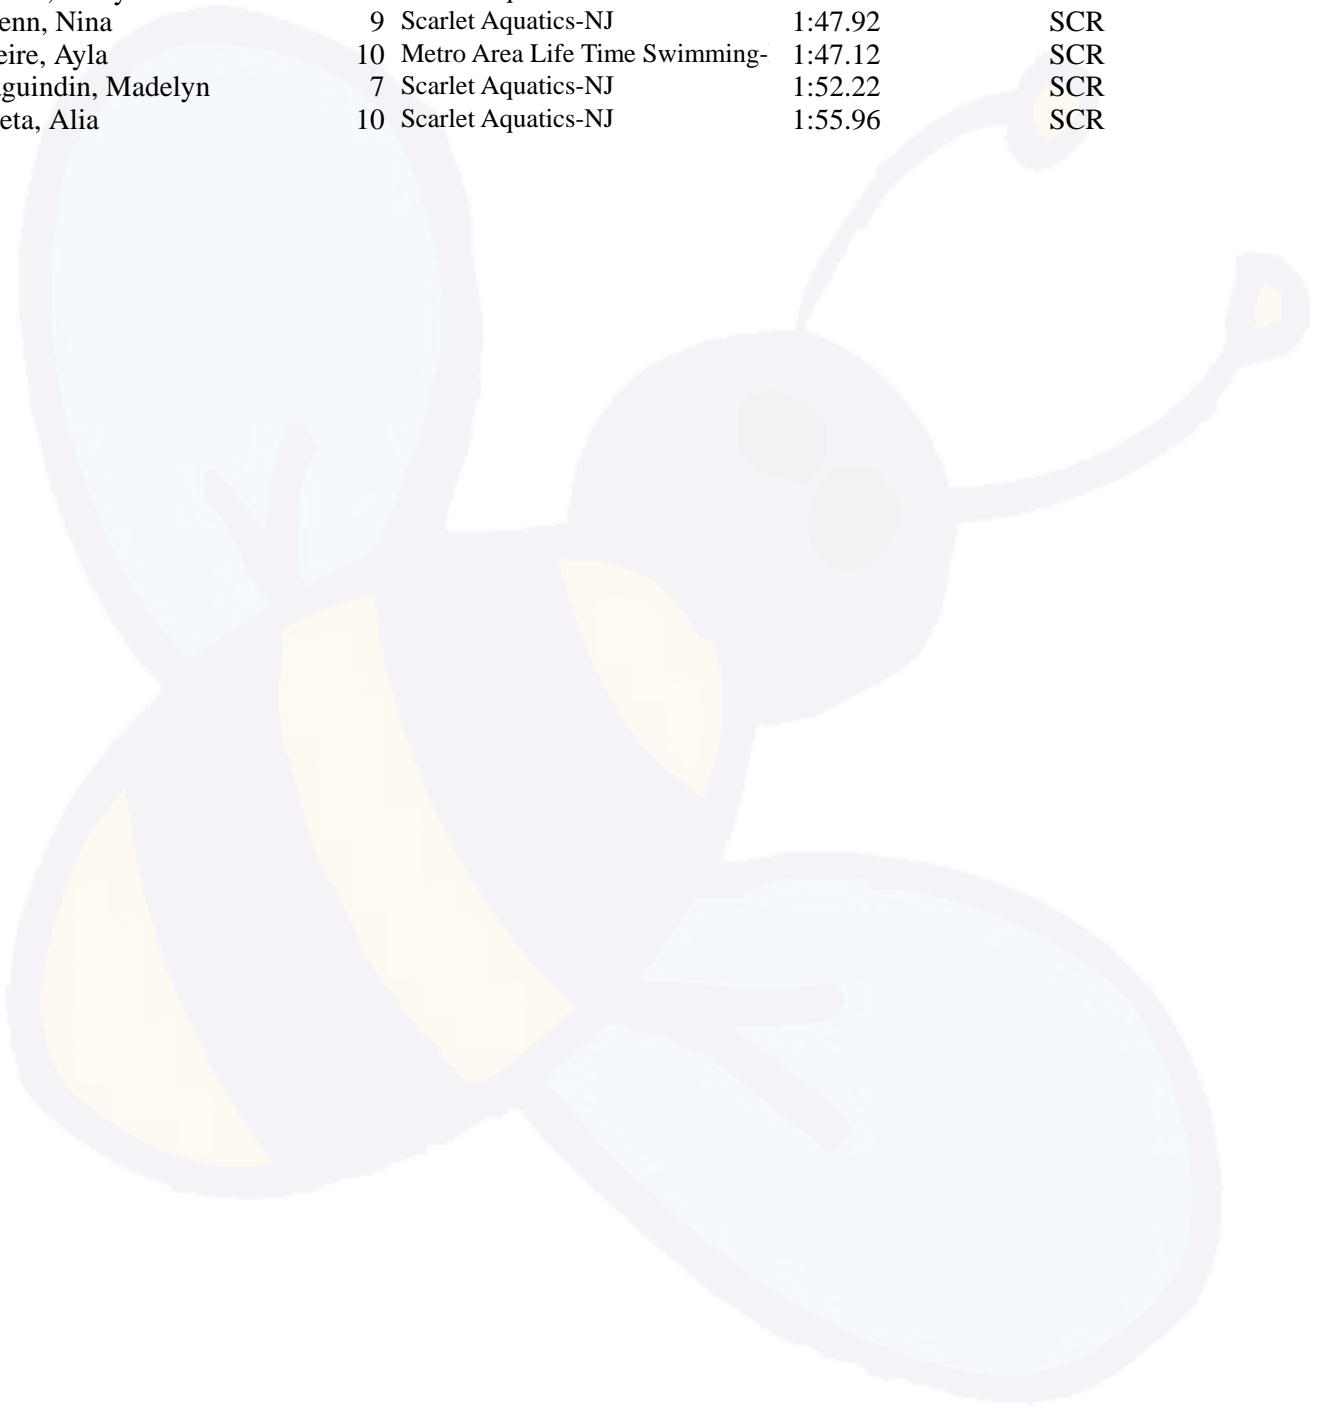 enn, Nina 9 Scarlet Aquatics-NJ 1:47.92 SCR
eire, Ayla 10 Metro Area Life Time Swimming- 1:47.12 SCR
guindin, Madelyn 7 Scarlet Aquatics-NJ 1:52.22 SCR
eta, Alia 10 Scarlet Aquatics-NJ 1:55.96 SCR